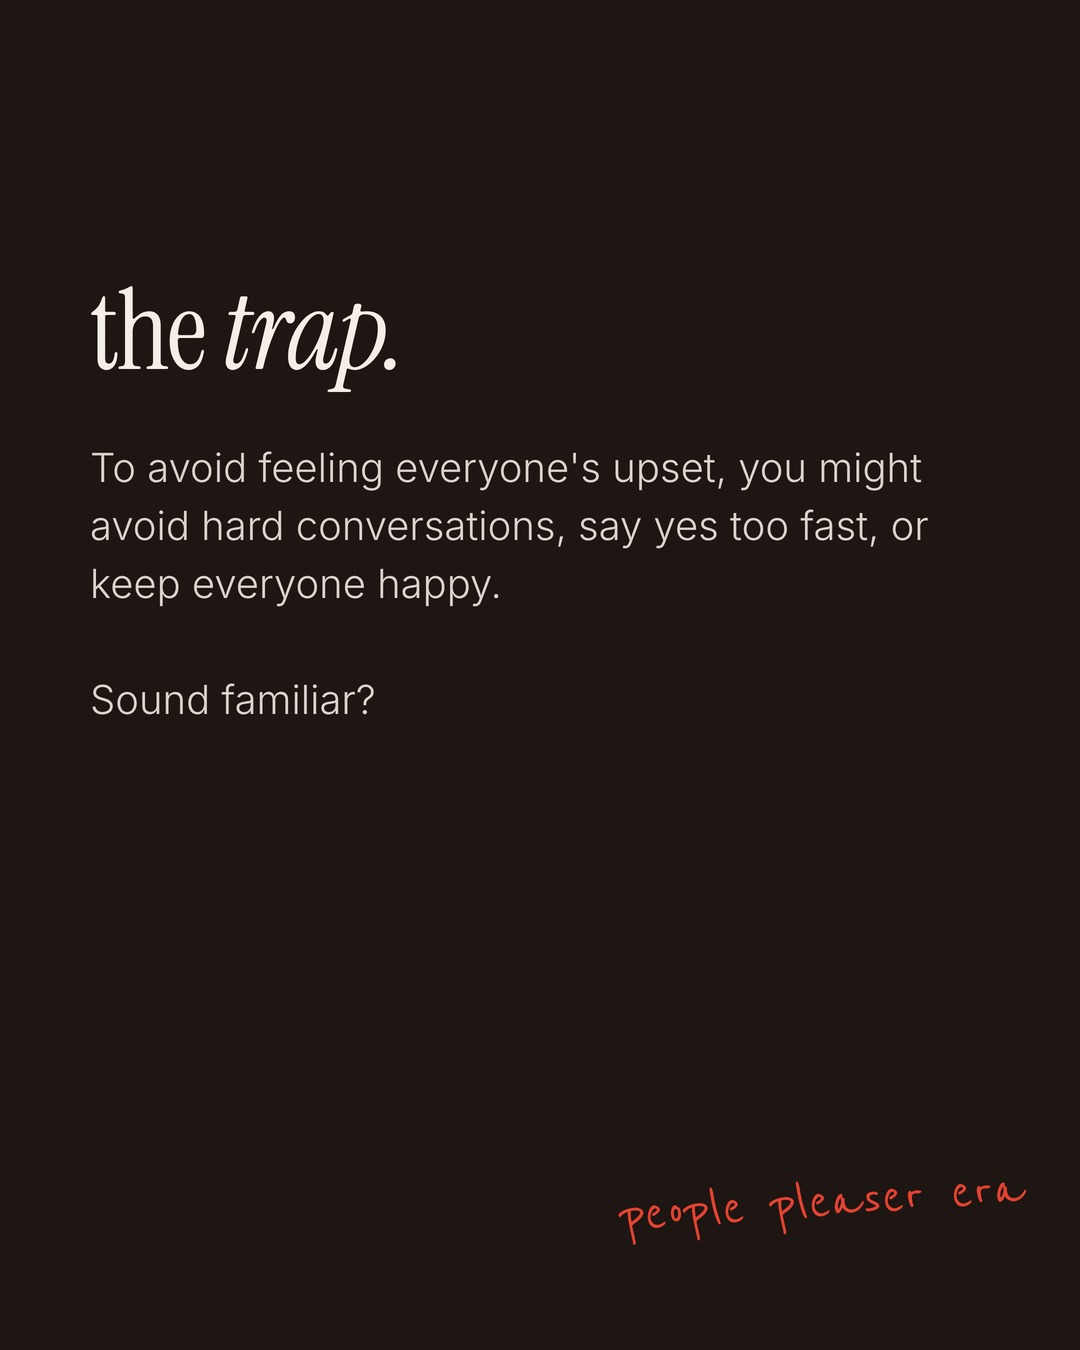 the trap.
To avoid feeling everyone's upset, you might
avoid hard conversations, say yes too fast, or
keep everyone happy.
Sound familiar?
people pleaser era